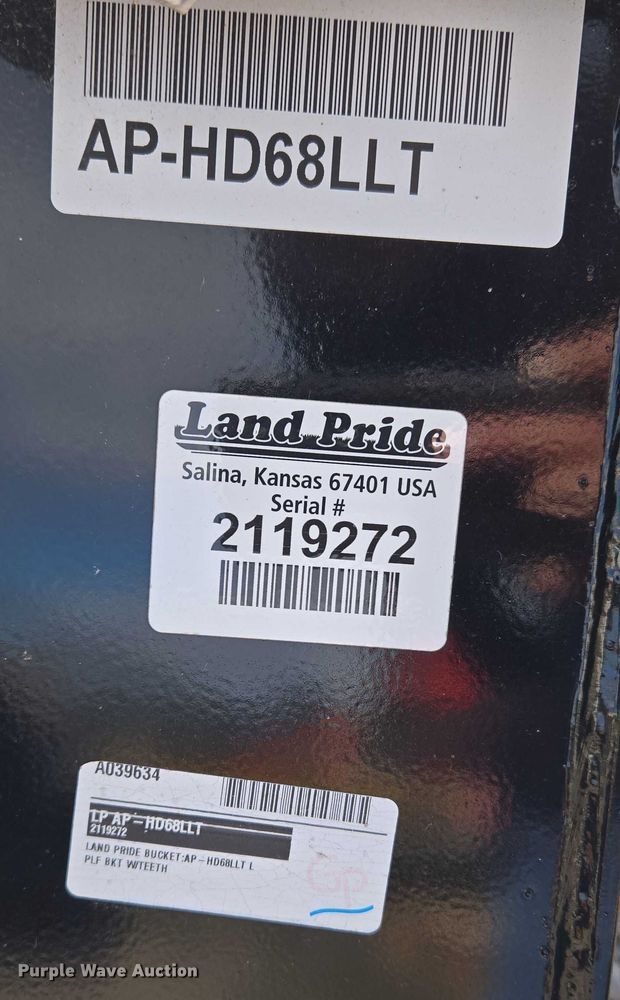 AP-HD68LLT
Land Pride
Salina, Kansas 67401 USA
Serial #
2119272
A039634
LP AP-HD68LLT
2119272
LAND PRIDE BUCKET:AP-HD68LLT L
PLF BKT W/TEETH
Purple Wave Auction